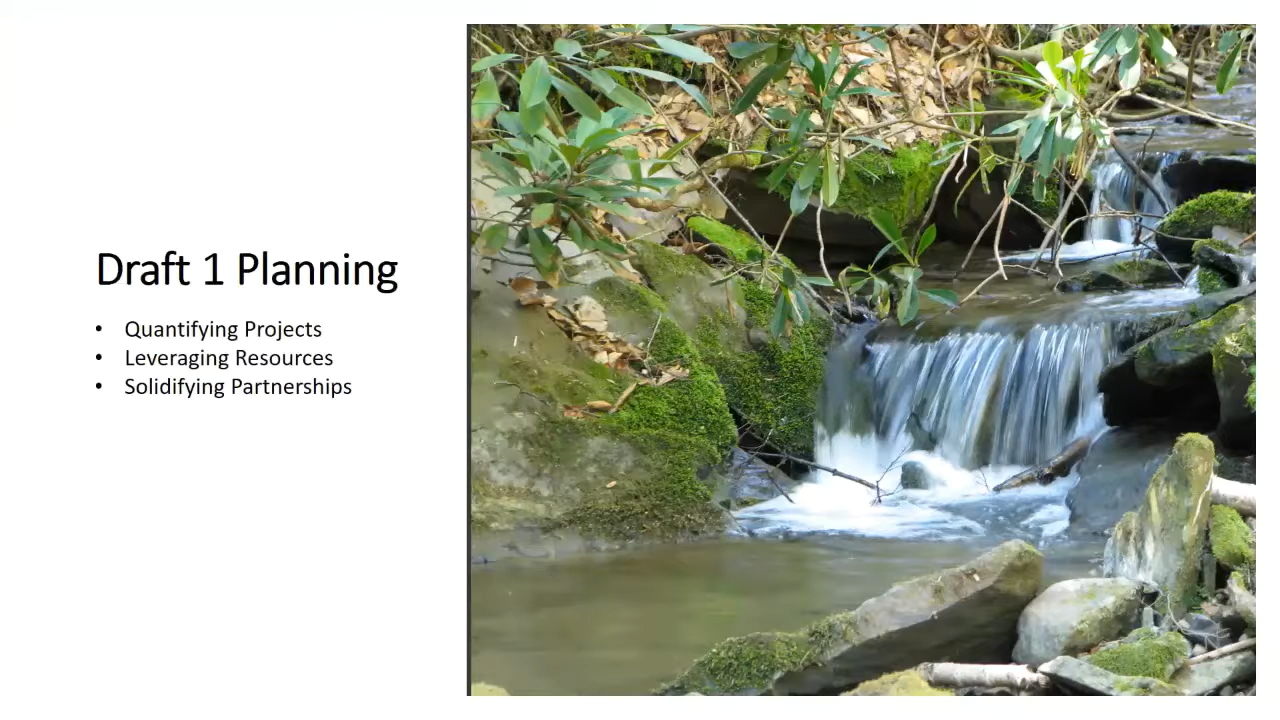 Draft 1 Planning
• Quantifying Projects
• Leveraging Resources
• Solidifying Partnerships